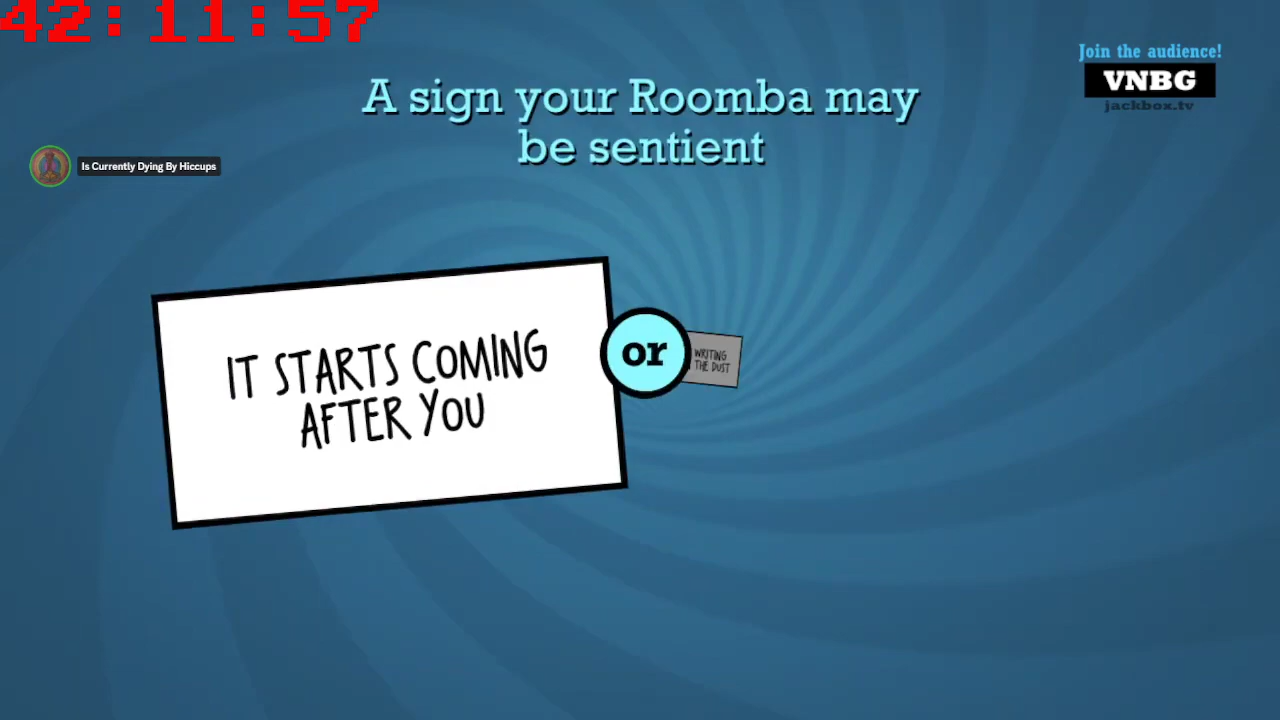 42:11:57
Join the audience!
VNBG
jackbox.tv
A sign your Roomba may
be sentient
Is Currently Dying By Hiccups
IT STARTS COMING
AFTER YOU
or
WRITING
THE DUST